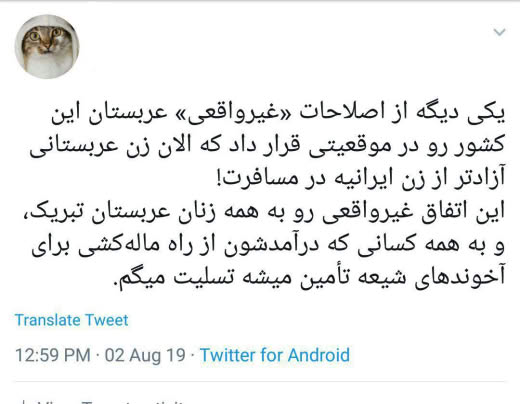 یکی دیگه از اصلاحات «غیرواقعی» عربستان این
کشور رو در موقعیتی قرار داد که الان زن عربستانی
آزادتر از زن ایرانیه در مسافرت!
این اتفاق غیرواقعی رو به همه زنان عربستان تبریک،
و به همه کسانی که درآمدشون از راه ماله‌کشی برای
آخوندهای شیعه تأمین میشه تسلیت میگم.
Translate Tweet
12:59 PM · 02 Aug 19 · Twitter for Android